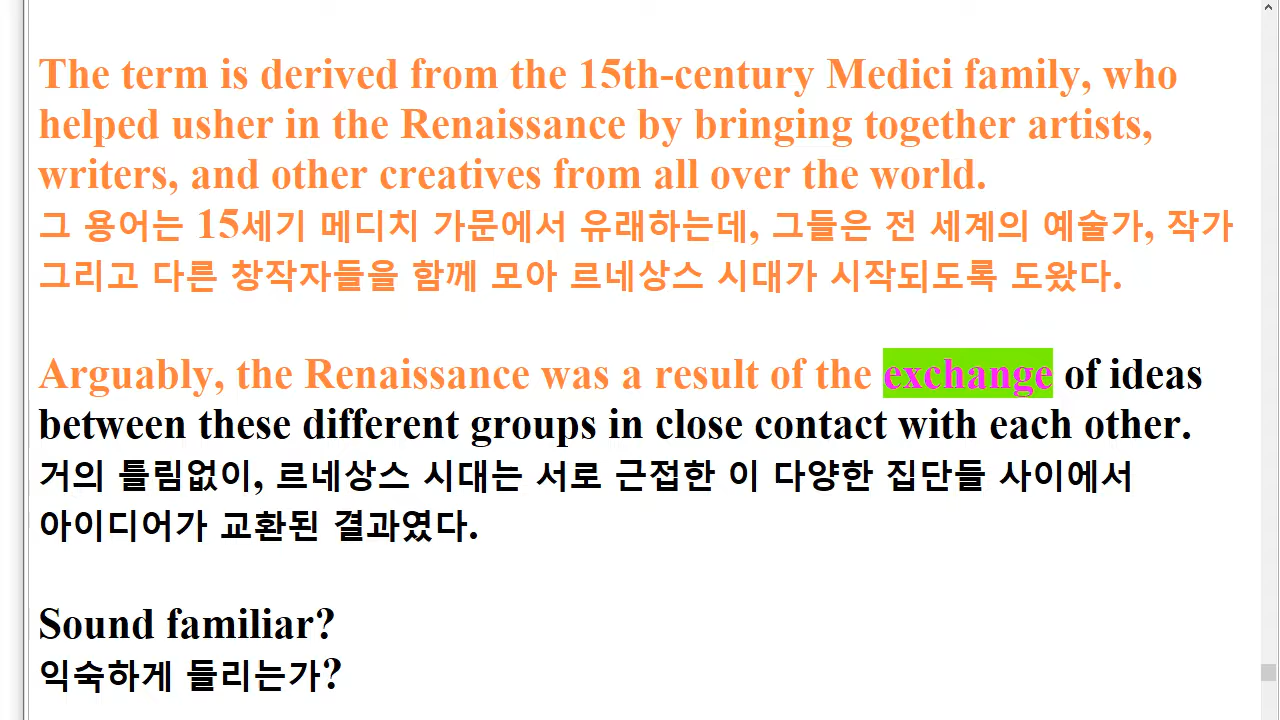 The term is derived from the 15th-century Medici family, who
helped usher in the Renaissance by bringing together artists,
writers, and other creatives from all over the world.
그 용어는 15세기 메디치 가문에서 유래하는데, 그들은 전 세계의 예술가, 작가
그리고 다른 창작자들을 함께 모아 르네상스 시대가 시작되도록 도왔다.
Arguably, the Renaissance was a result of the exchange of ideas
between these different groups in close contact with each other.
거의 틀림없이, 르네상스 시대는 서로 근접한 이 다양한 집단들 사이에서
아이디어가 교환된 결과였다.
Sound familiar?
익숙하게 들리는가?